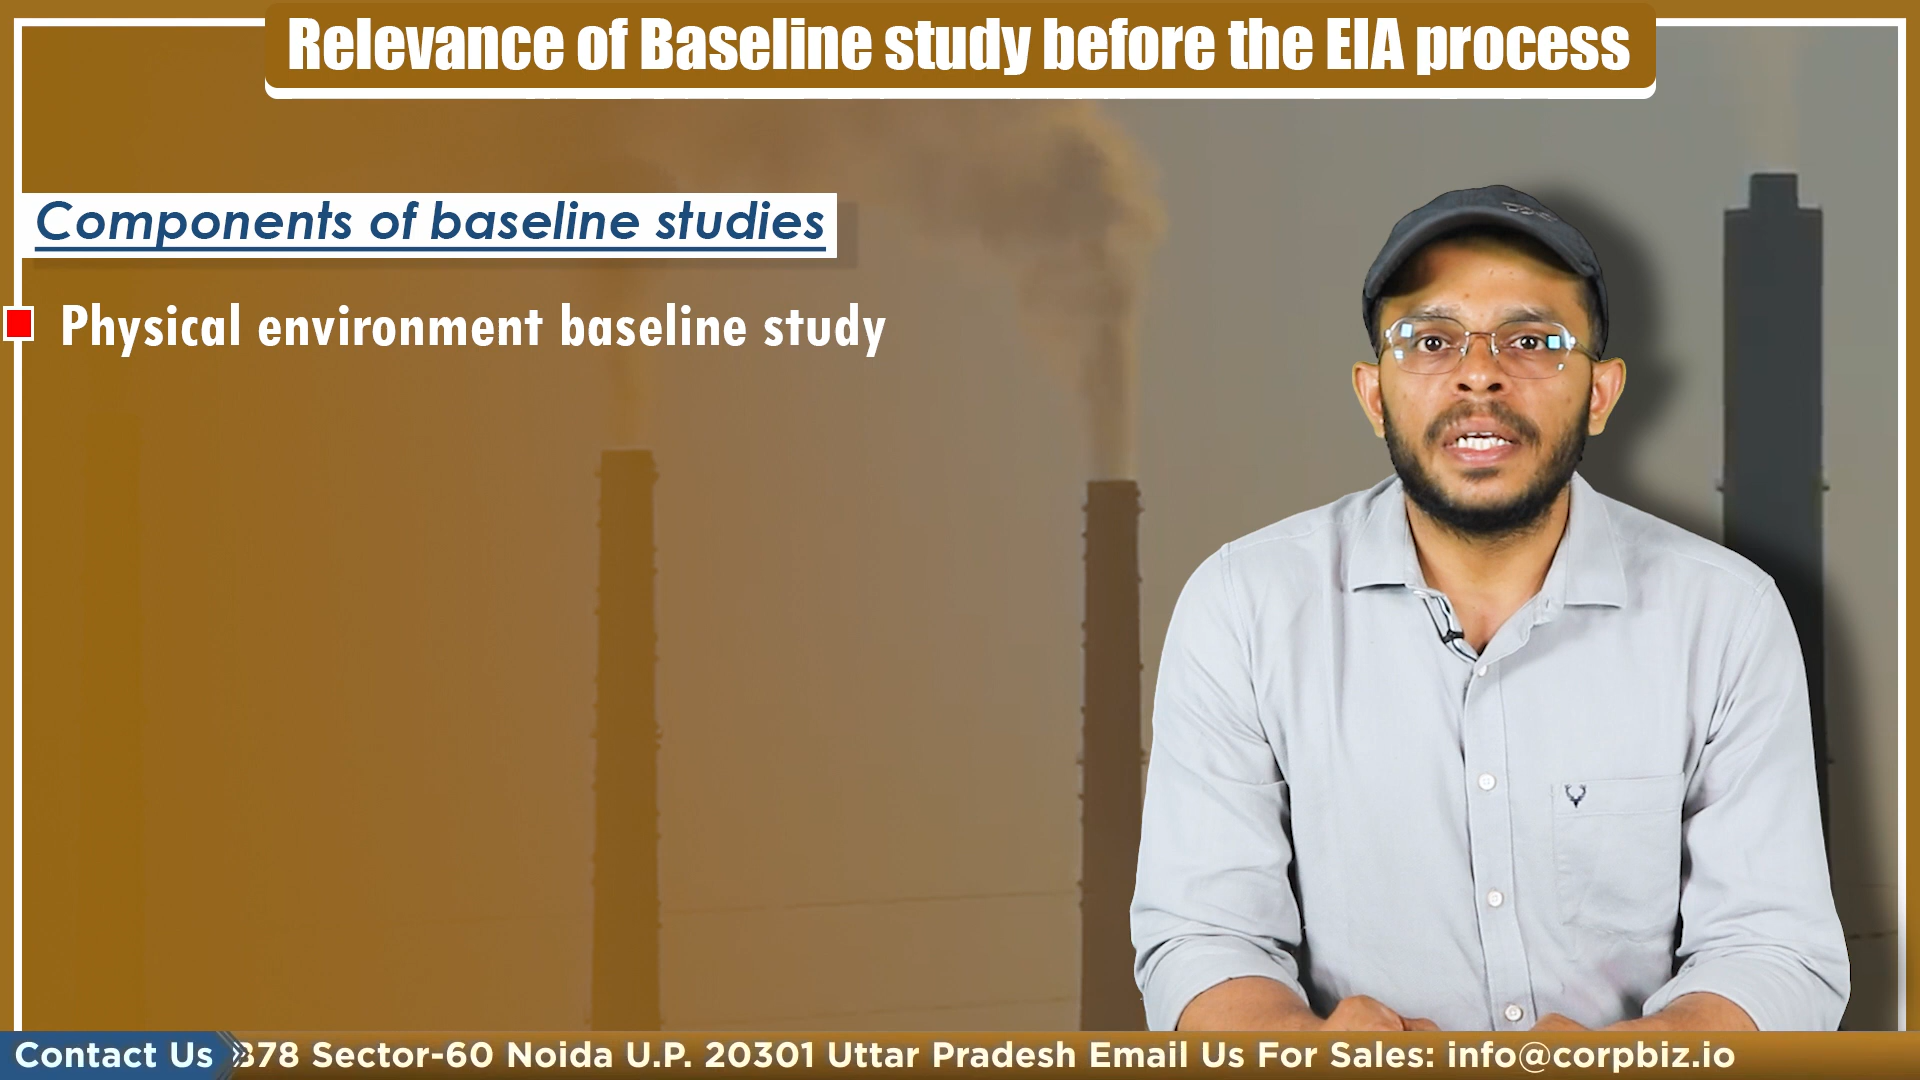 Relevance of Baseline study before the EIA process
Components of baseline studies
Physical environment baseline study
Contact Us 378 Sector-60 Noida U.P. 20301 Uttar Pradesh Email Us For Sales: info@corpbiz.io